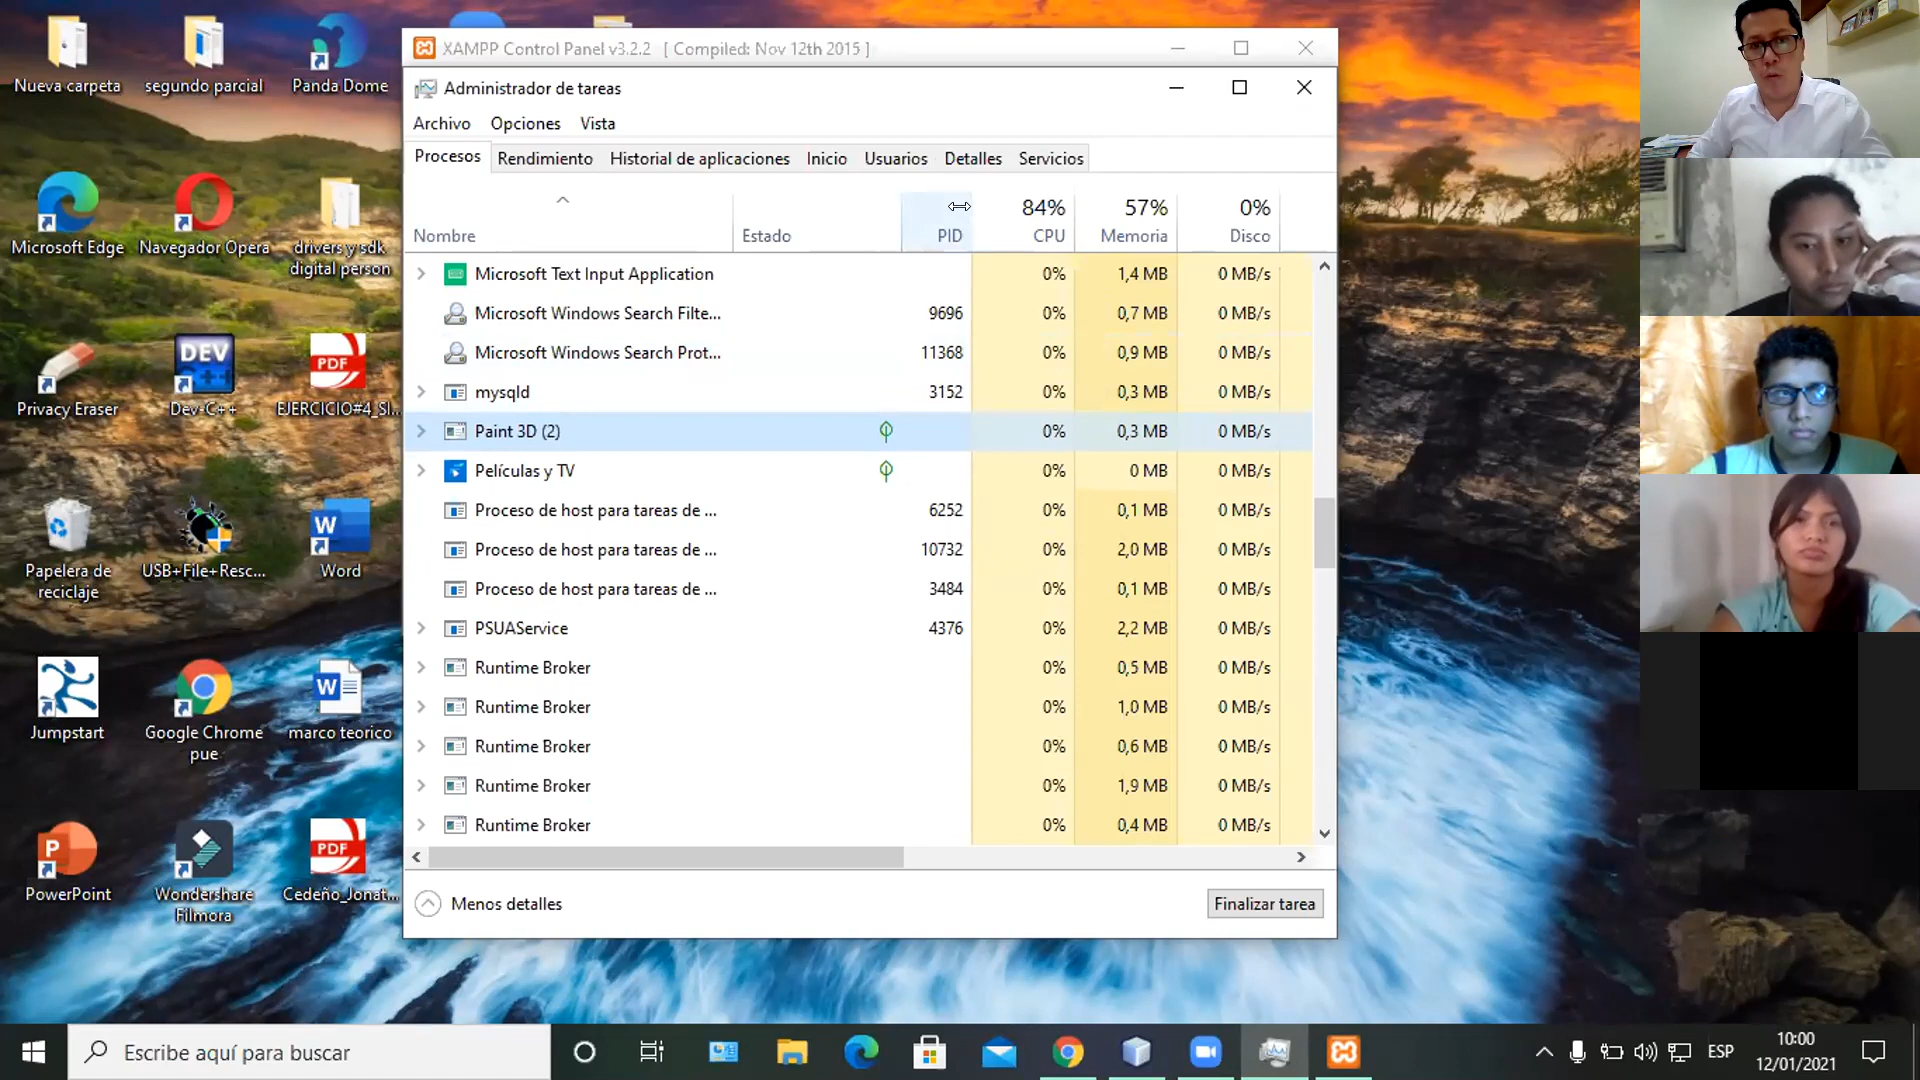 Nueva carpeta
segundo parcial
Panda Dome
Microsoft Edge
Navegador Opera
drivers y sdk
digital person
Privacy Eraser
DEV
C++
Dev-C++
PDF
EJERCICIO#4_SI...
Papelera de
reciclaje
USB+File+Resc...
W
Word
Jumpstart
Google Chrome
pue
W
marco teorico
P
PowerPoint
Wondershare
Filmora
PDF
Cedeño_Jonat...
XAMPP Control Panel v3.2.2 [ Compiled: Nov 12th 2015 ]
Administrador de tareas
Archivo Opciones Vista
Procesos Rendimiento Historial de aplicaciones Inicio Usuarios Detalles Servicios
84% 57% 0%
Nombre Estado PID CPU Memoria Disco
Microsoft Text Input Application 0% 1,4 MB 0 MB/s
Microsoft Windows Search Filte... 9696 0% 0,7 MB 0 MB/s
Microsoft Windows Search Prot... 11368 0% 0,9 MB 0 MB/s
mysqld 3152 0% 0,3 MB 0 MB/s
Paint 3D (2) 0% 0,3 MB 0 MB/s
Películas y TV 0% 0 MB 0 MB/s
Proceso de host para tareas de ... 6252 0% 0,1 MB 0 MB/s
Proceso de host para tareas de ... 10732 0% 2,0 MB 0 MB/s
Proceso de host para tareas de ... 3484 0% 0,1 MB 0 MB/s
PSUAService 4376 0% 2,2 MB 0 MB/s
Runtime Broker 0% 0,5 MB 0 MB/s
Runtime Broker 0% 1,0 MB 0 MB/s
Runtime Broker 0% 0,6 MB 0 MB/s
Runtime Broker 0% 1,9 MB 0 MB/s
Runtime Broker 0% 0,4 MB 0 MB/s
Menos detalles
Finalizar tarea
Escribe aquí para buscar
ESP
10:00
12/01/2021